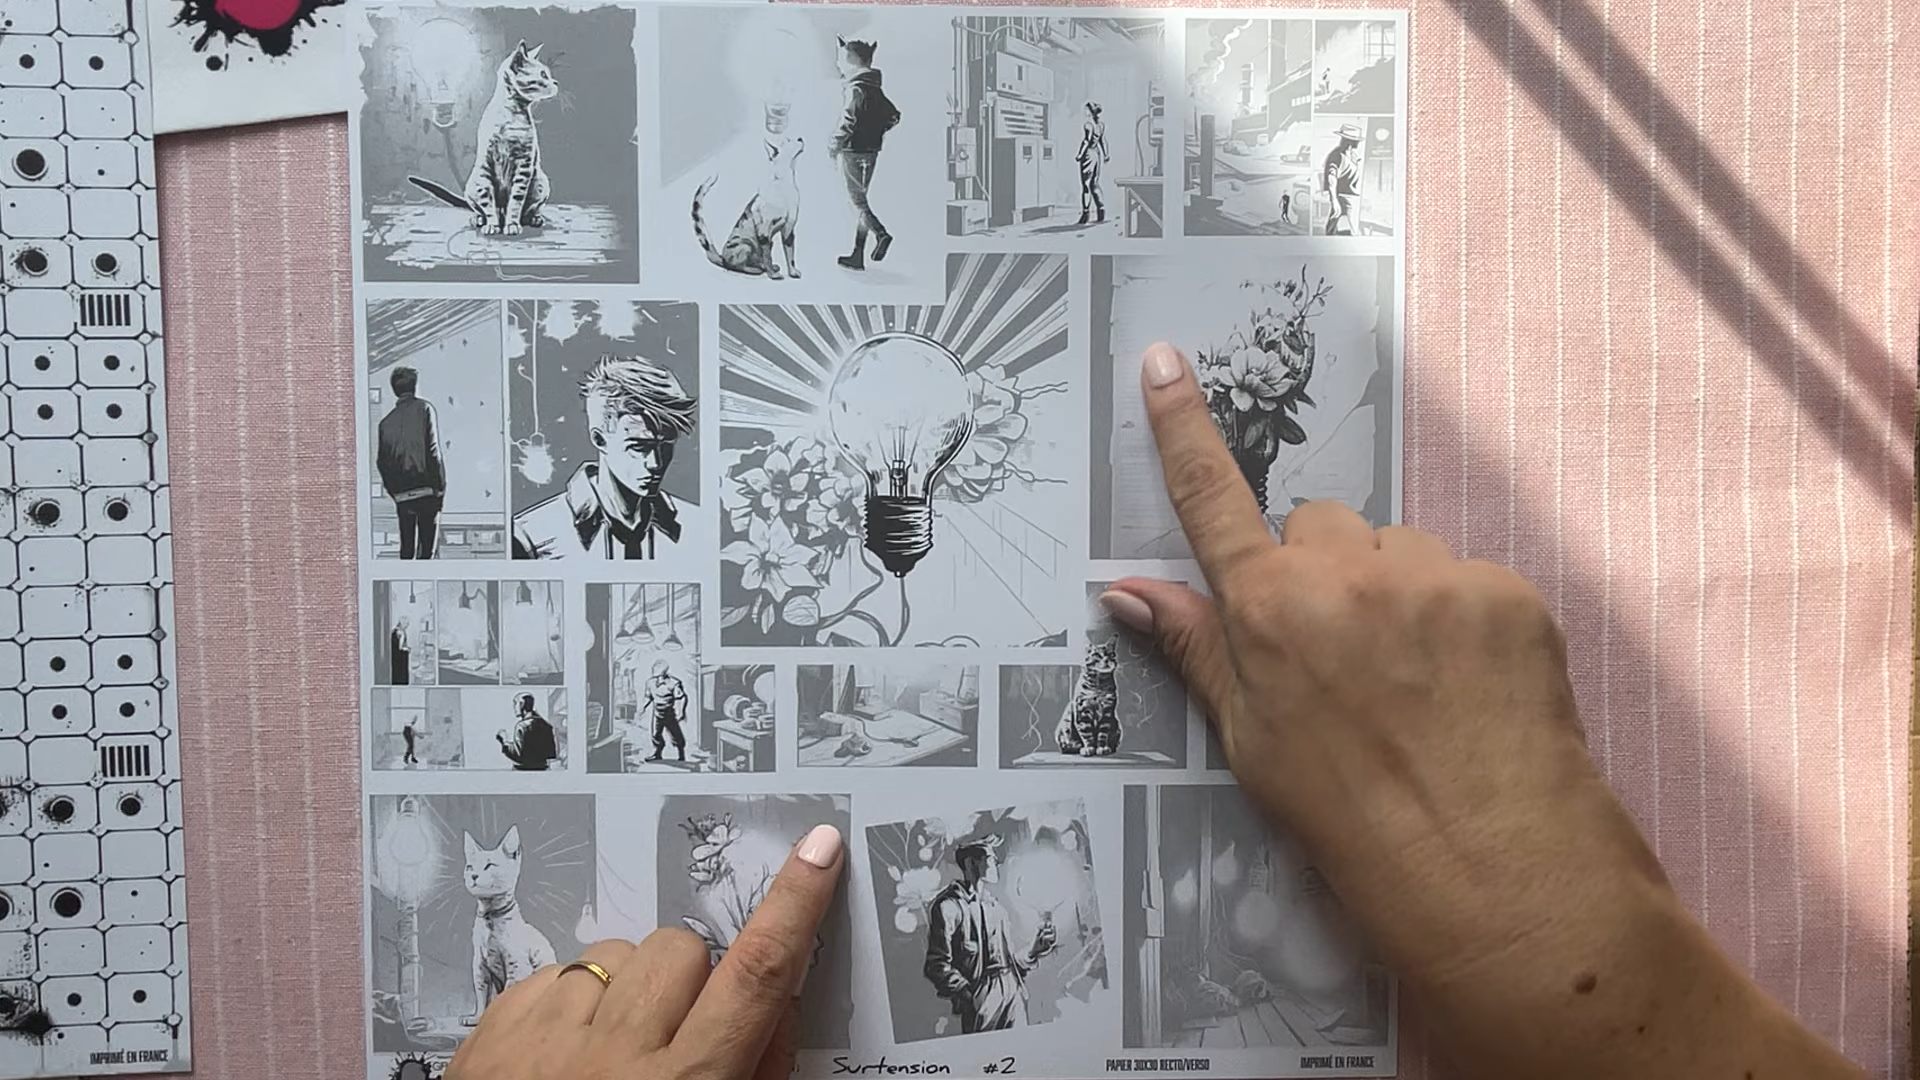 IMPRIMÉ EN FRANCE
Surtension #2
PAPIER 30X30 RECTO/VERSO
IMPRIMÉ EN FRANCE